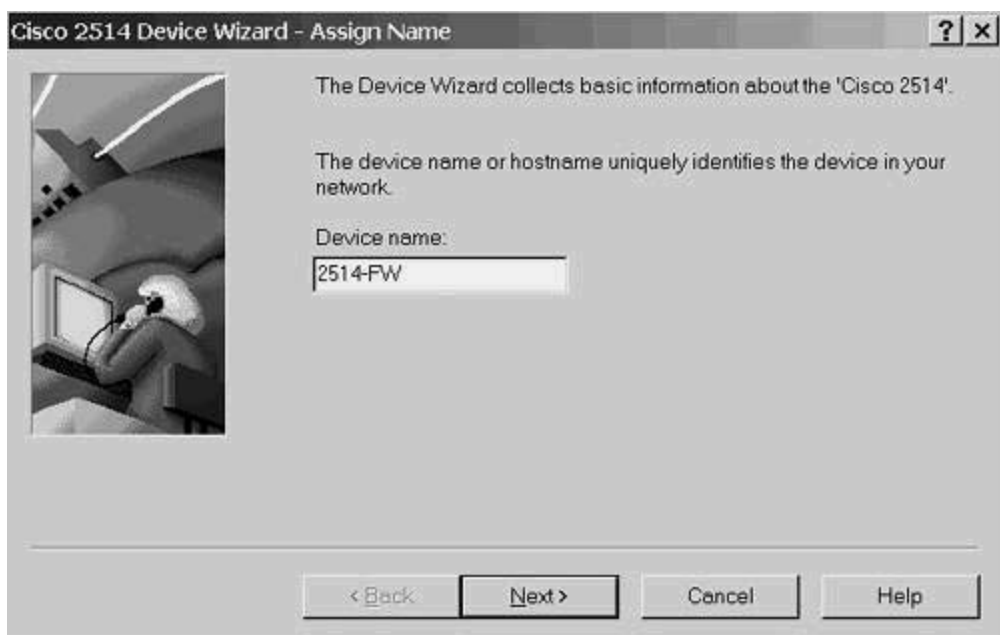 Cisco 2514 Device Wizard - Assign Name
? ×
The Device Wizard collects basic information about the 'Cisco 2514'.
The device name or hostname uniquely identifies the device in your
network.
Device name:
2514-FW
< Back
Next >
Cancel
Help